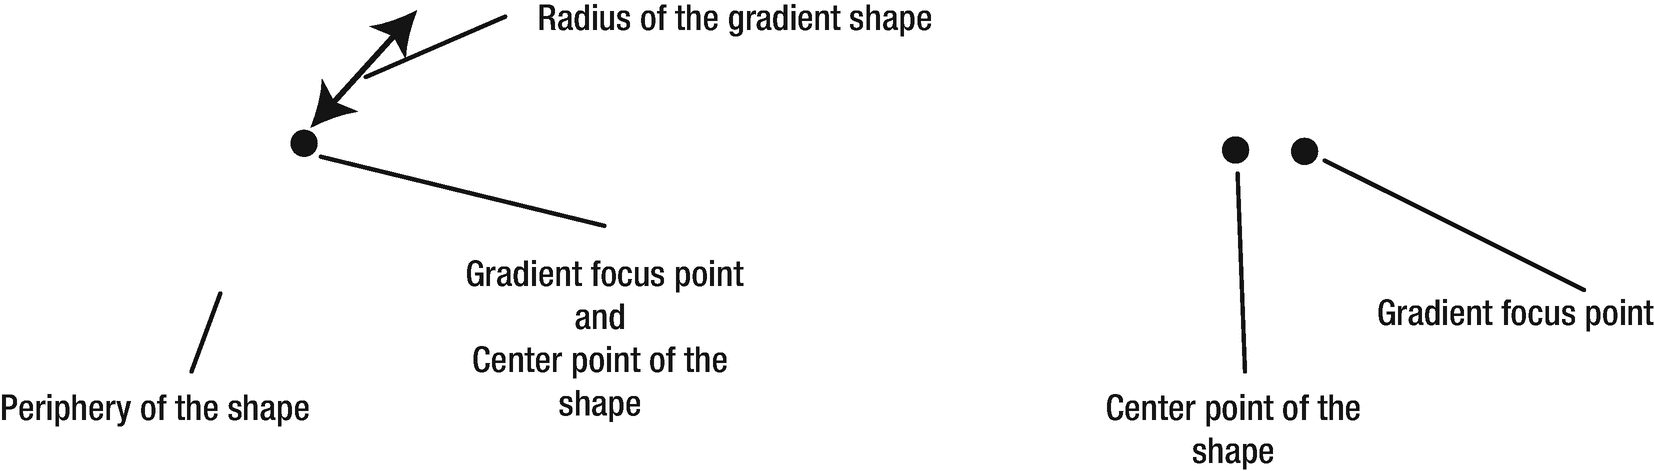 Radius of the gradient shape
Gradient focus point
and
Center point of the
shape
Periphery of the shape
Gradient focus point
Center point of the
shape